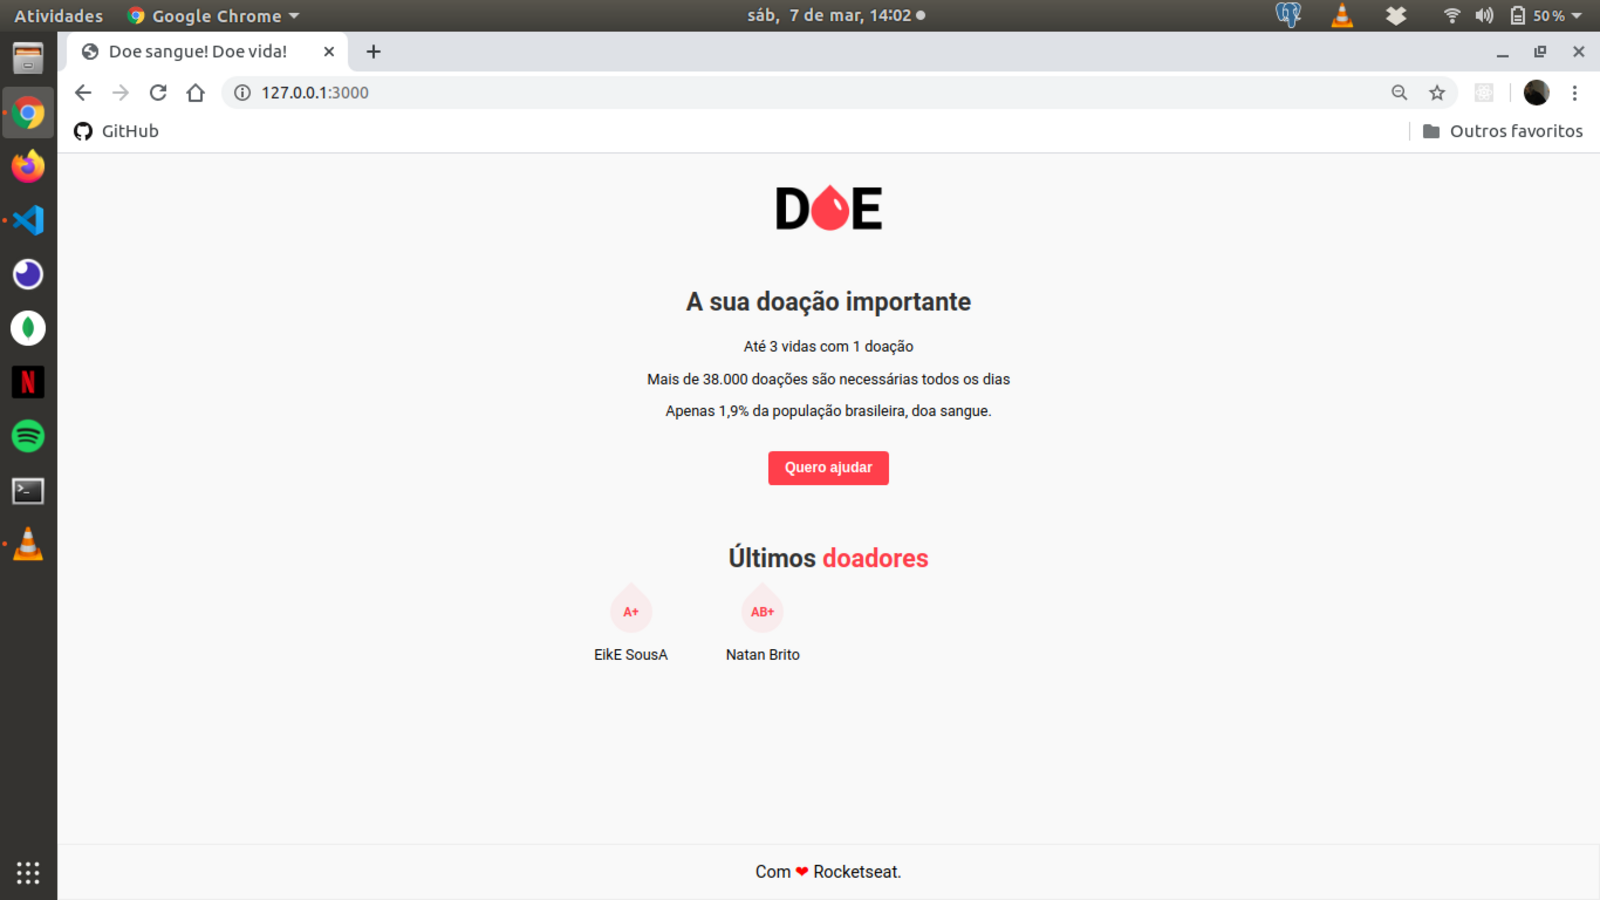 Atividades Google Chrome sáb, 7 de mar, 14:02 50%
Doe sangue! Doe vida!
127.0.0.1:3000
GitHub Outros favoritos
DOE
A sua doação importante
Até 3 vidas com 1 doação
Mais de 38.000 doações são necessárias todos os dias
Apenas 1,9% da população brasileira, doa sangue.
Quero ajudar
Últimos doadores
A+ AB+
EikE SousA Natan Brito
Com ❤ Rocketseat.